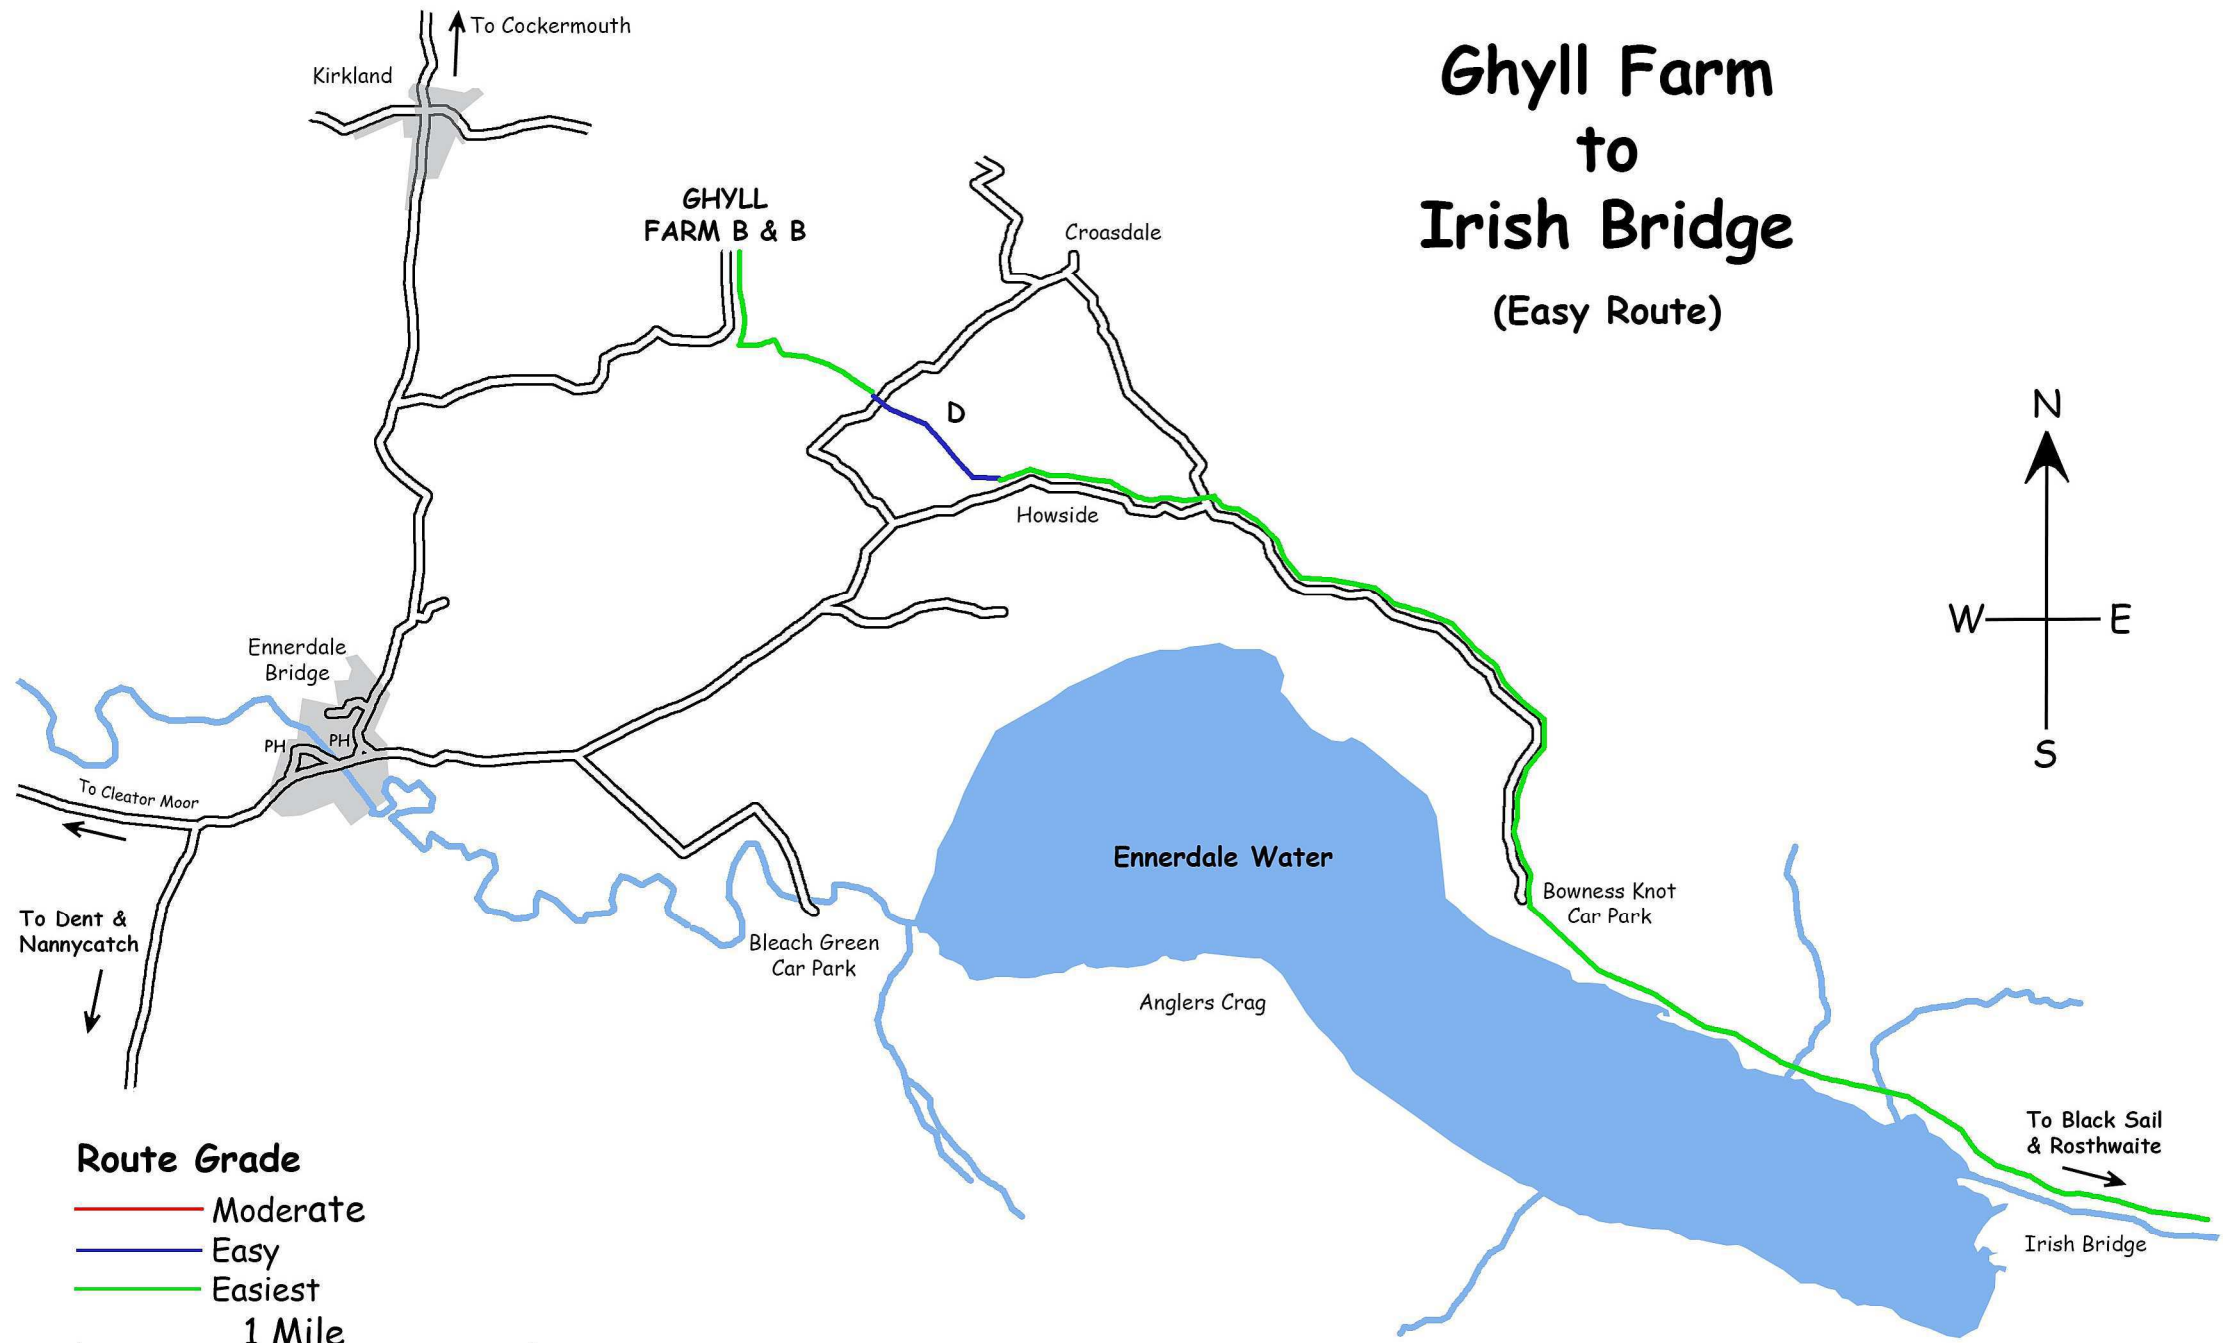 To Cockermouth
Kirkland
Ghyll Farm
to
Irish Bridge
(Easy Route)
GHYLL
FARM B & B
Croasdale
D
N
W
E
S
Howside
Ennerdale
Bridge
PH
PH
To Cleator Moor
Ennerdale Water
Bowness Knot
Car Park
To Dent &
Nannycatch
Bleach Green
Car Park
Anglers Crag
To Black Sail
& Rosthwaite
Irish Bridge
Route Grade
Moderate
Easy
Easiest
1 Mile